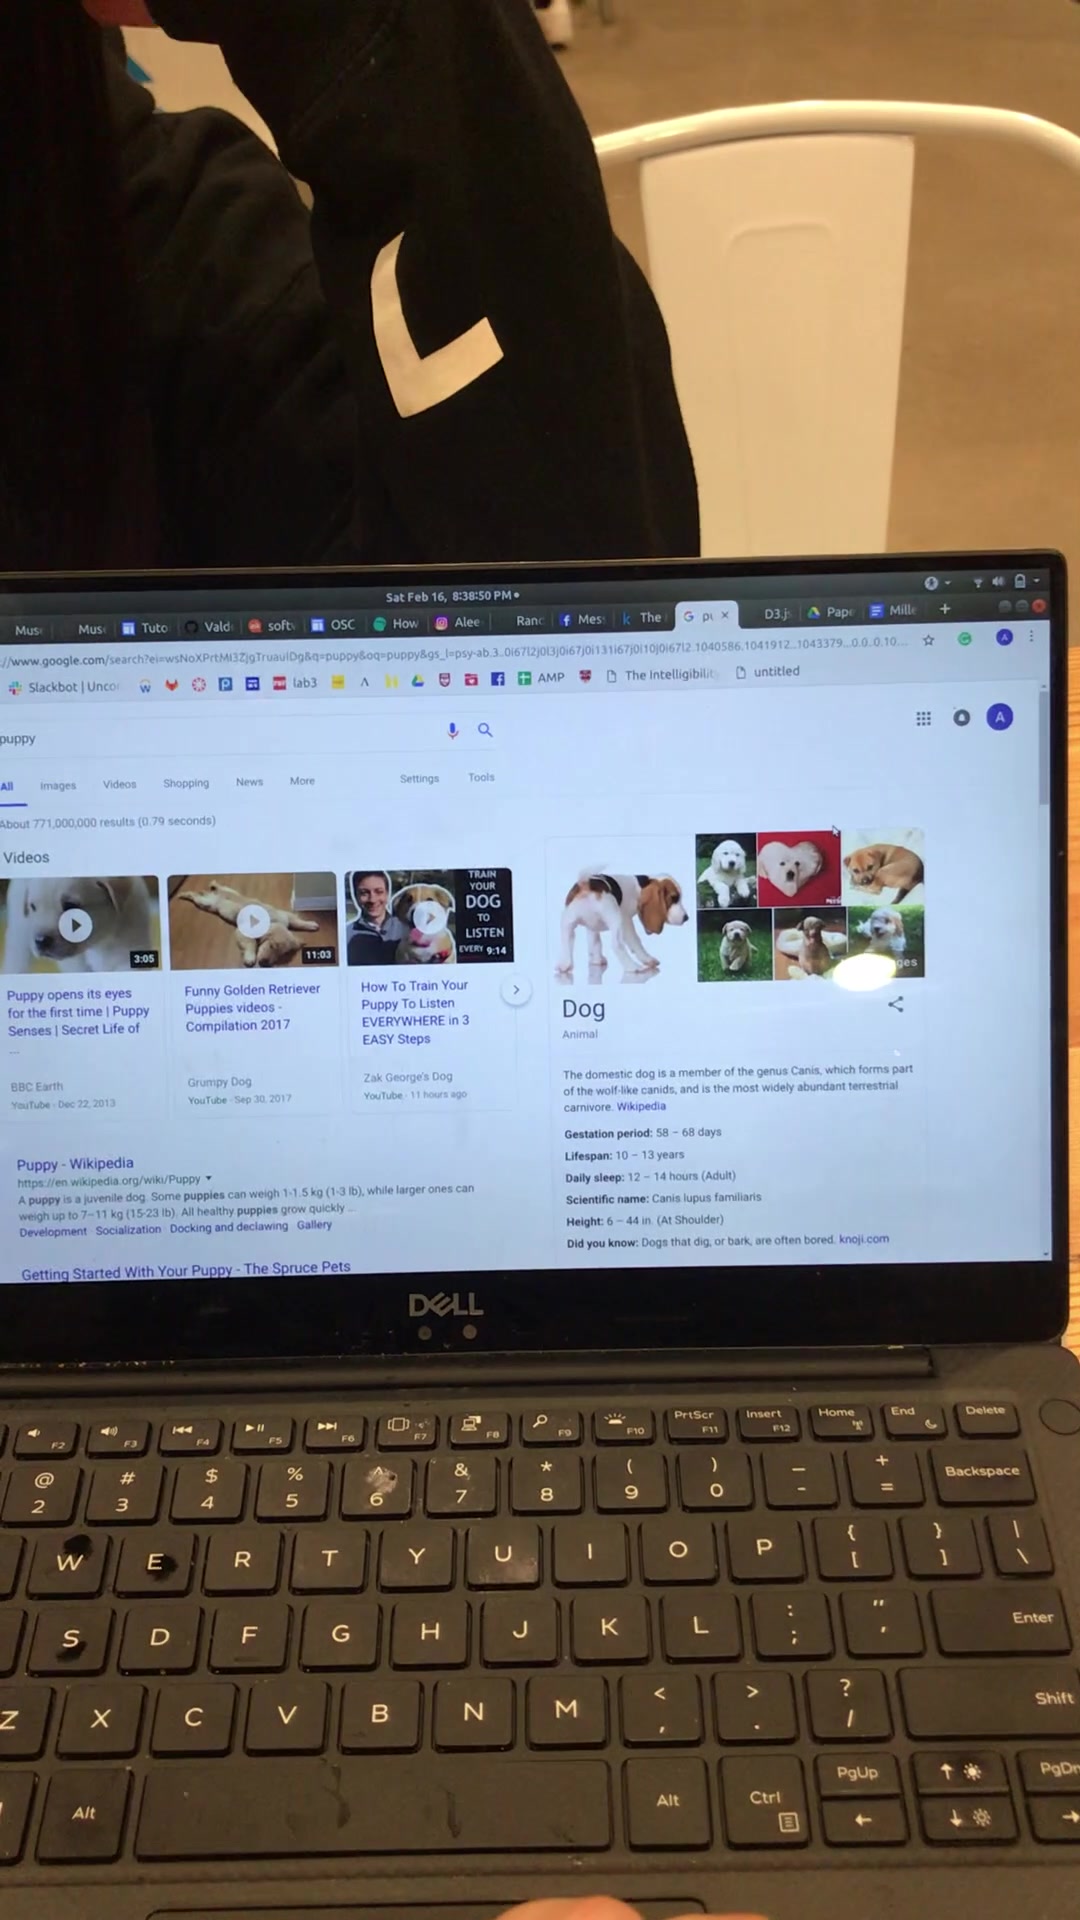 Sat Feb 16, 8:38:50 PM
Mus
Mus
Tuto
Vald
soft
OSC
How
Alee
Ranc
Mes
k The
G pu ×
D3.js
Pape
Mille
+
://www.google.com/search?ei=
Slackbot | Unco
lab3
AMP
The Intelligibilit
untitled
puppy
A
All Images Videos Shopping News More Settings Tools
About 771,000,000 results (0.79 seconds)
Videos
3:05
11:03
TRAIN
YOUR
DOG
TO
LISTEN
EVERY 9:14
Puppy opens its eyes
for the first time | Puppy
Senses | Secret Life of
...
BBC Earth
YouTube - Dec 22, 2013
Funny Golden Retriever
Puppies videos -
Compilation 2017
Grumpy Dog
YouTube - Sep 30, 2017
How To Train Your
Puppy To Listen
EVERYWHERE in 3
EASY Steps
Zak George's Dog
YouTube - 11 hours ago
Puppy - Wikipedia
https://en.wikipedia.org/wiki/Puppy
A puppy is a juvenile dog. Some puppies can weigh 1-1.5 kg (1-3 lb), while larger ones can
weigh up to 7–11 kg (15-23 lb). All healthy puppies grow quickly ...
Development · Socialization · Docking and declawing · Gallery
Getting Started With Your Puppy - The Spruce Pets
ges
Dog
Animal
The domestic dog is a member of the genus Canis, which forms part
of the wolf-like canids, and is the most widely abundant terrestrial
carnivore. Wikipedia
Gestation period: 58 – 68 days
Lifespan: 10 – 13 years
Daily sleep: 12 – 14 hours (Adult)
Scientific name: Canis lupus familiaris
Height: 6 – 44 in. (At Shoulder)
Did you know: Dogs that dig, or bark, are often bored. knoji.com
DELL
F2 F3 F4 F5 F6 F7 F8 F9 F10 PrtScr F11 Insert F12 Home End Delete
@ 2 # 3 $ 4 % 5 ^ 6 & 7 * 8 ( 9 ) 0 _ - + = Backspace
W E R T Y U I O P { [ } ] | \
S D F G H J K L : ; " ' Enter
Z X C V B N M < , > . ? / Shift
Alt Alt Ctrl PgUp PgDn